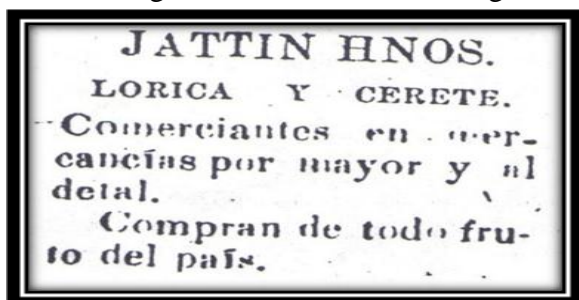 JATTIN HNOS.
LORICA Y CERETE.
Comerciantes en mer-
cancías por mayor y al
detal.
Compran de todo fru-
to del país.